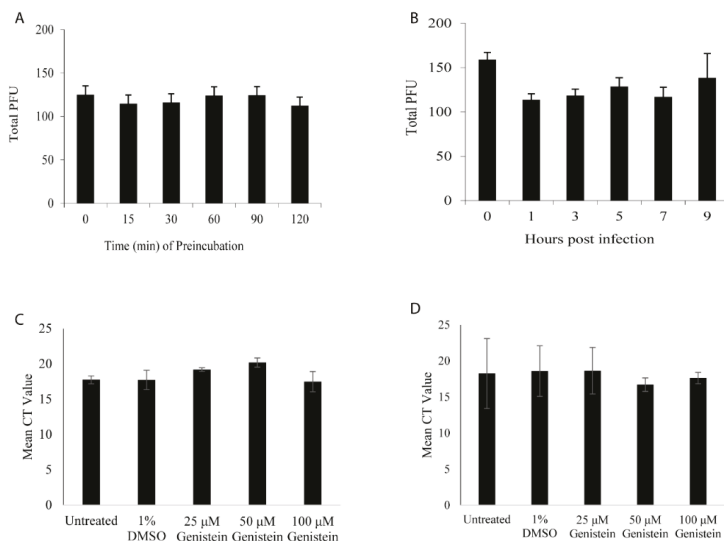 A
Total PFU
200
150
100
50
0
0 15 30 60 90 120
Time (min) of Preincubation
B
Total PFU
200
150
100
50
0
0 1 3 5 7 9
Hours post infection
C
Mean CT Value
25
20
15
10
5
0
Untreated 1% DMSO 25 μM Genistein 50 μM Genistein 100 μM Genistein
D
Mean CT Value
25
20
15
10
5
0
Untreated 1% DMSO 25 μM Genistein 50 μM Genistein 100 μM Genistein